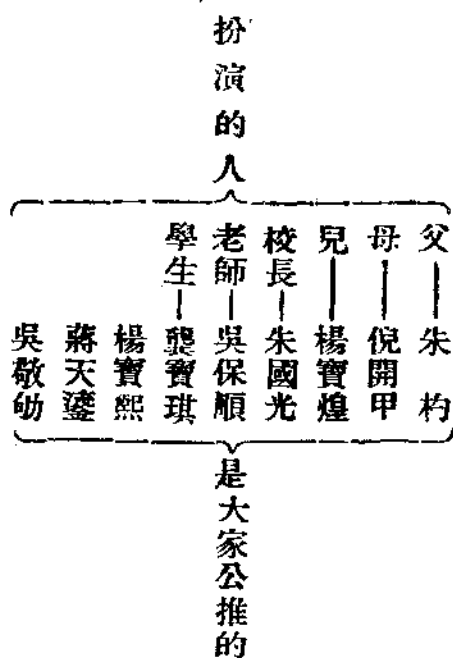 扮演的人
父——朱 杓
母——倪開甲
兒——楊寶煌
校長—朱國光
老師—吳保順
學生—龔寶琪
楊寶熙
蔣天鎏
吳敬劬
是大家公推的